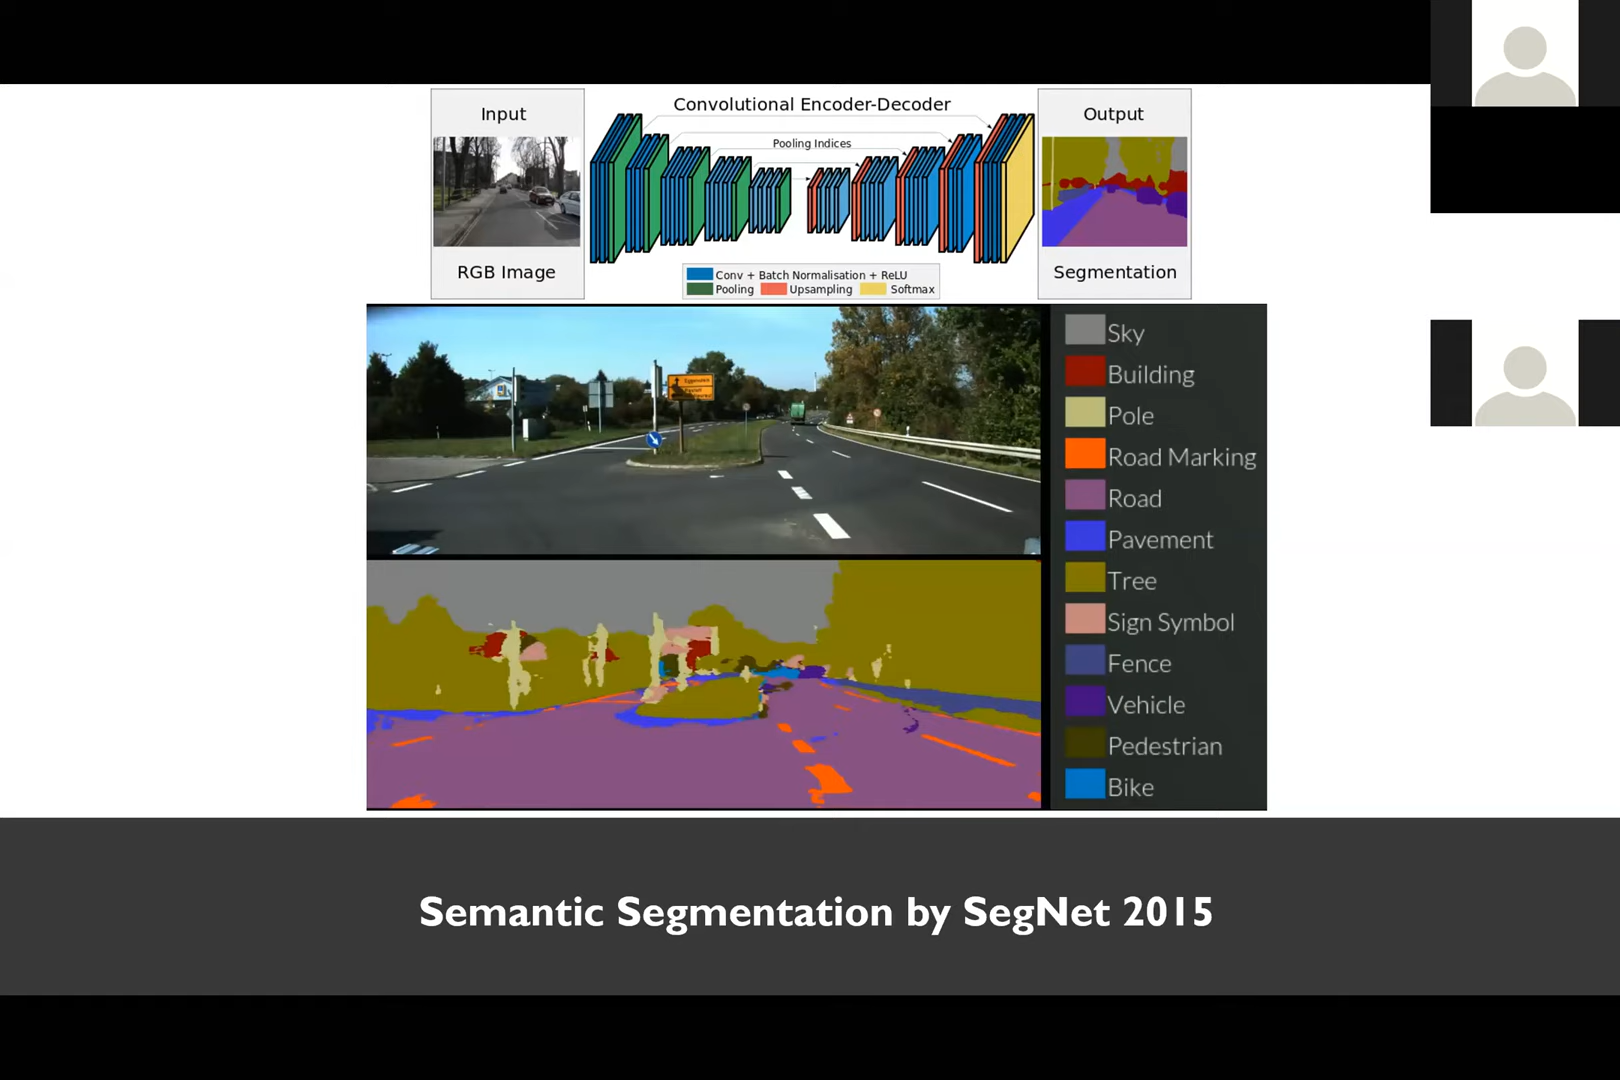 Input
Convolutional Encoder-Decoder
Output
Pooling Indices
RGB Image
Segmentation
Conv + Batch Normalisation + ReLU
Pooling
Upsampling
Softmax
Sky
Building
Pole
Road Marking
Road
Pavement
Tree
Sign Symbol
Fence
Vehicle
Pedestrian
Bike
Semantic Segmentation by SegNet 2015